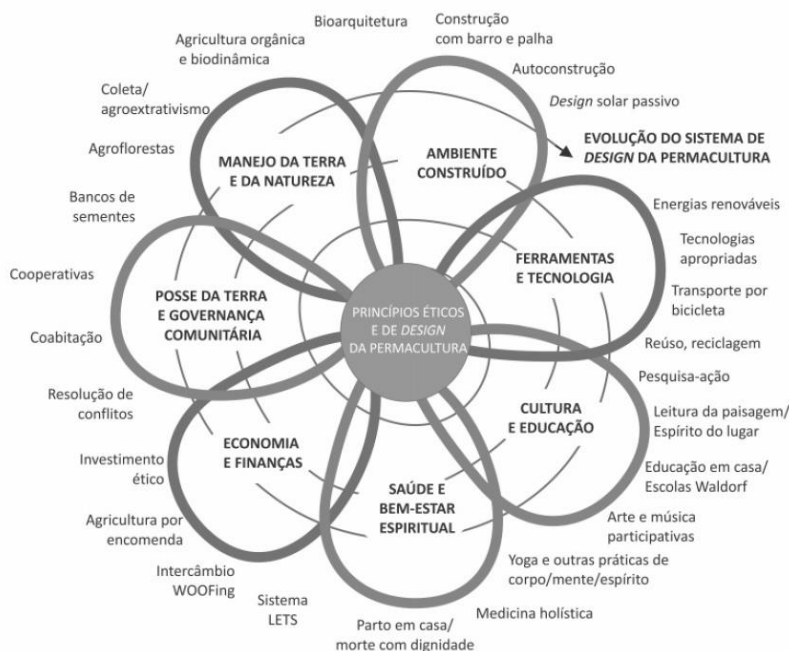 Bioarquitetura
Construção
com barro e palha
Agricultura orgânica
e biodinâmica
Autoconstrução
Coleta/
agroextrativismo
Design solar passivo
Agroflorestas
EVOLUÇÃO DO SISTEMA DE
DESIGN DA PERMACULTURA
MANEJO DA TERRA
E DA NATUREZA
AMBIENTE
CONSTRUÍDO
Bancos de
sementes
Energias renováveis
Cooperativas
Tecnologias
apropriadas
FERRAMENTAS
E TECNOLOGIA
POSSE DA TERRA
E GOVERNANÇA
COMUNITÁRIA
PRINCÍPIOS ÉTICOS
E DE DESIGN
DA PERMACULTURA
Transporte por
bicicleta
Coabitação
Reúso, reciclagem
Pesquisa-ação
Resolução de
conflitos
CULTURA
E EDUCAÇÃO
Leitura da paisagem/
Espírito do lugar
ECONOMIA
E FINANÇAS
Investimento
ético
Educação em casa/
Escolas Waldorf
SAÚDE E
BEM-ESTAR
ESPIRITUAL
Agricultura por
encomenda
Arte e música
participativas
Intercâmbio
WOOFing
Yoga e outras práticas de
corpo/mente/espírito
Sistema
LETS
Medicina holística
Parto em casa/
morte com dignidade